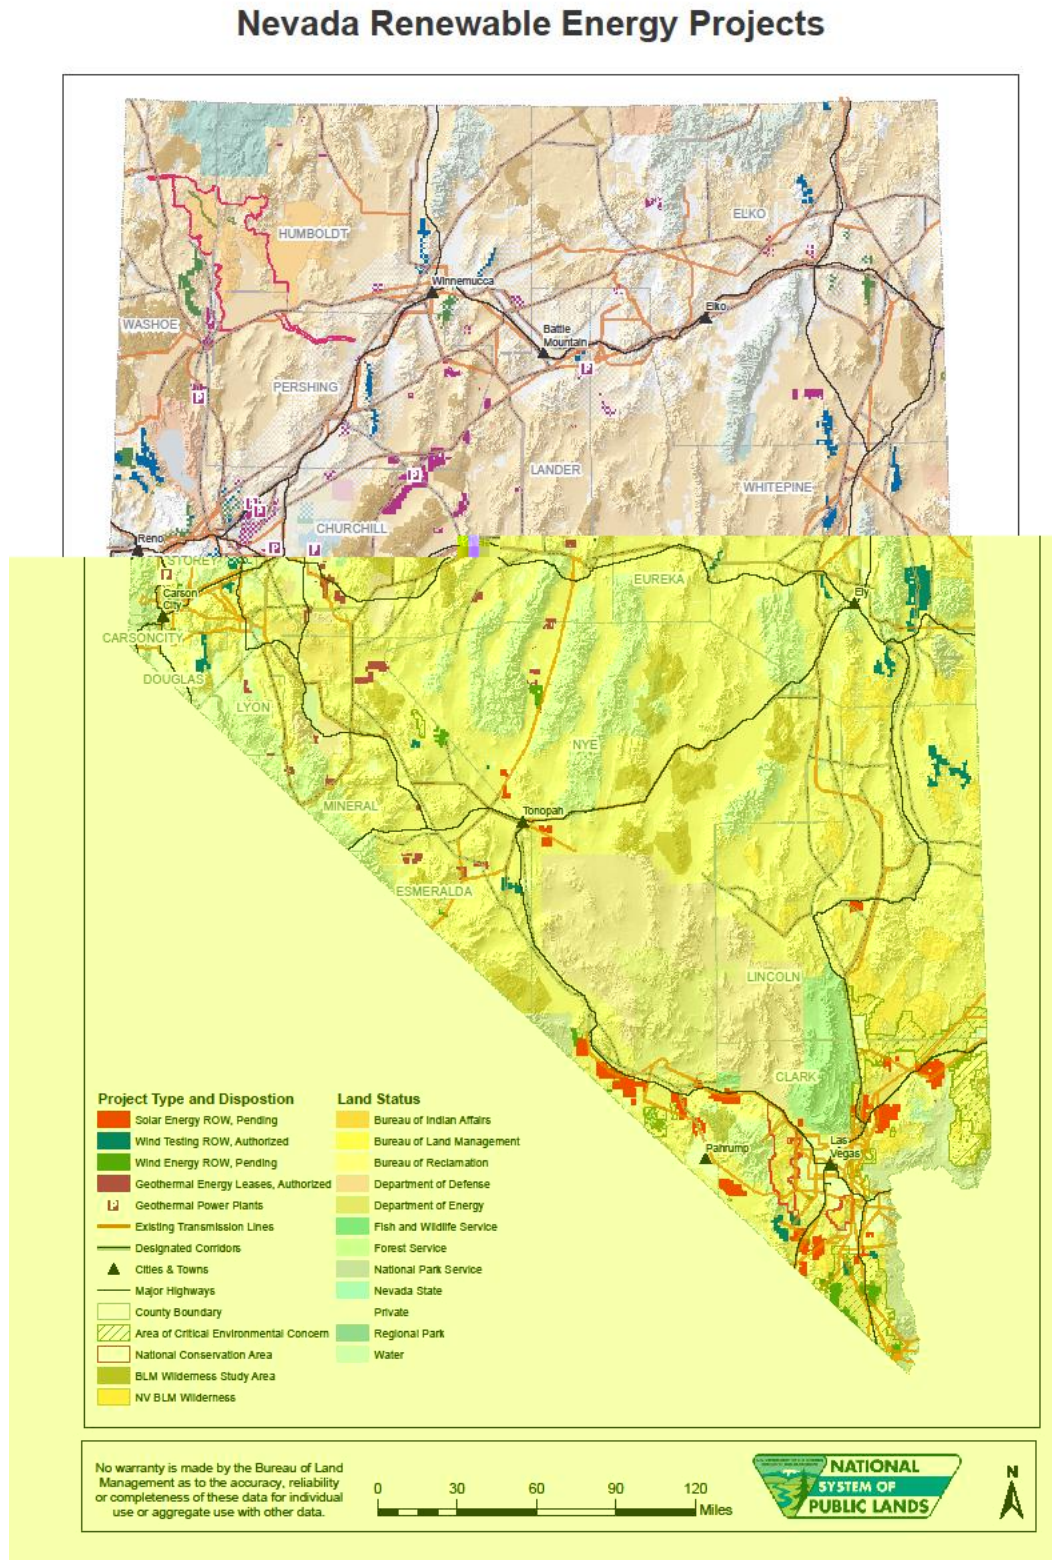 Nevada Renewable Energy Projects
ELKO
HUMBOLDT
Winnemucca
Elko
WASHOE
Battle
Mountain
P
PERSHING
P
LANDER
P
WHITEPINE
P
P
CHURCHILL
Reno
P
P
STOREY
P
EUREKA
Carson
City
Ely
CARSONCITY
DOUGLAS
LYON
NYE
MINERAL
Tonopah
ESMERALDA
LINCOLN
CLARK
Las
Vegas
Pahrump
Project Type and Dispostion
Solar Energy ROW, Pending
Wind Testing ROW, Authorized
Wind Energy ROW, Pending
Geothermal Energy Leases, Authorized
P Geothermal Power Plants
Existing Transmission Lines
Designated Corridors
Cities & Towns
Major Highways
County Boundary
Area of Critical Environmental Concern
National Conservation Area
BLM Wilderness Study Area
NV BLM Wilderness
Land Status
Bureau of Indian Affairs
Bureau of Land Management
Bureau of Reclamation
Department of Defense
Department of Energy
Fish and Wildlife Service
Forest Service
National Park Service
Nevada State
Private
Regional Park
Water
No warranty is made by the Bureau of Land
Management as to the accuracy, reliability
or completeness of these data for individual
use or aggregate use with other data.
0 30 60 90 120
Miles
NATIONAL
SYSTEM OF
PUBLIC LANDS
N